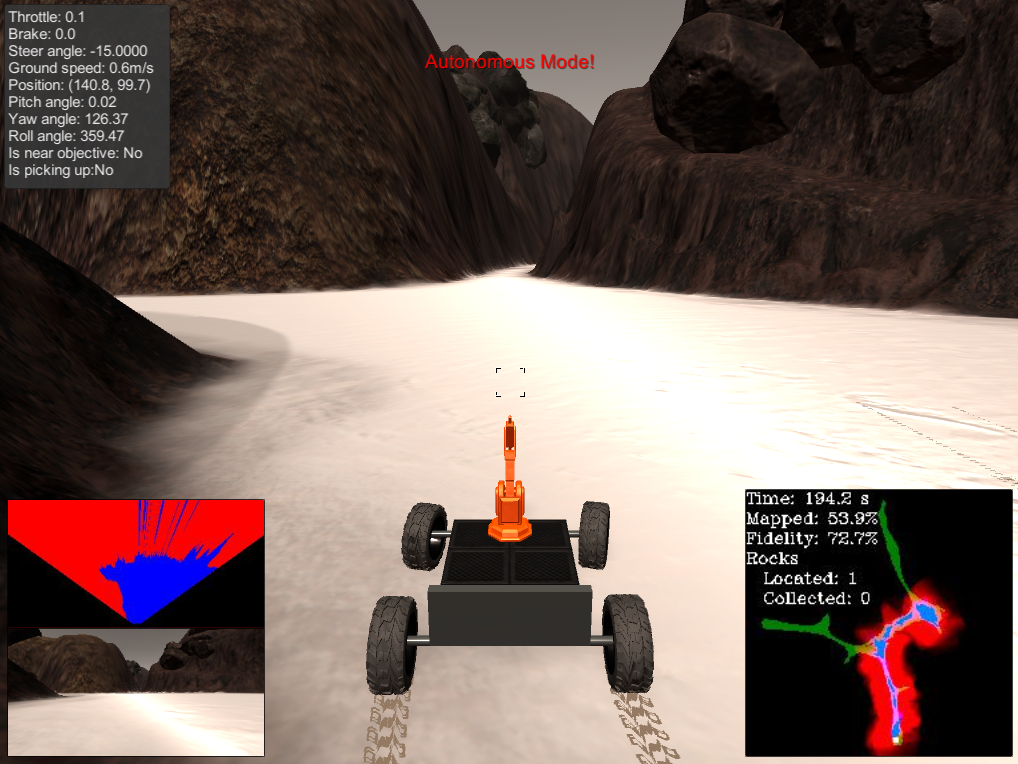 Throttle: 0.1
Brake: 0.0
Steer angle: -15.0000
Ground speed: 0.6m/s
Position: (140.8, 99.7)
Pitch angle: 0.02
Yaw angle: 126.37
Roll angle: 359.47
Is near objective: No
Is picking up:No
Autonomous Mode!
Time: 194.2 s
Mapped: 53.9%
Fidelity: 72.7%
Rocks
Located: 1
Collected: 0